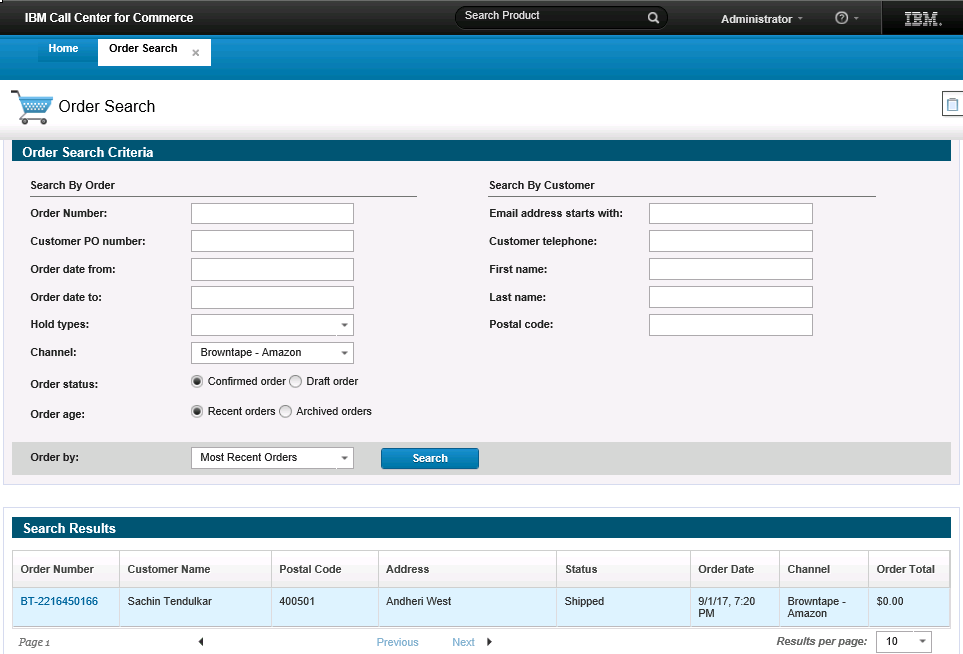 IBM Call Center for Commerce
Search Product
Administrator
?
IBM.
Home
Order Search ×
Order Search
Order Search Criteria
Search By Order
Order Number:
Customer PO number:
Order date from:
Order date to:
Hold types:
Channel: Browntape - Amazon
Order status: Confirmed order Draft order
Order age: Recent orders Archived orders
Search By Customer
Email address starts with:
Customer telephone:
First name:
Last name:
Postal code:
Order by: Most Recent Orders Search
Search Results
Order Number Customer Name Postal Code Address Status Order Date Channel Order Total
BT-2216450166 Sachin Tendulkar 400501 Andheri West Shipped 9/1/17, 7:20 Browntape - $0.00
PM Amazon
Page 1 Previous Next Results per page: 10